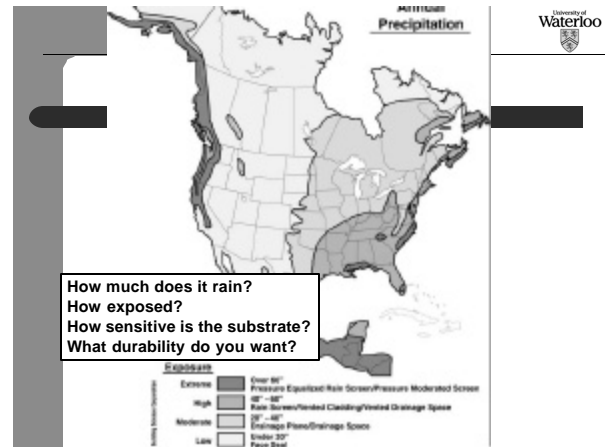 Annual
Precipitation
University of
Waterloo
How much does it rain?
How exposed?
How sensitive is the substrate?
What durability do you want?
Exposure
Extreme Over 60"
Pressure Equalized Rain Screen/Pressure Moderated Screen
High 40" - 60"
Rain Screen/Vented Cladding/Vented Drainage Space
Moderate 20" - 40"
Drainage Plane/Drainage Space
Low Under 20"
Face Seal